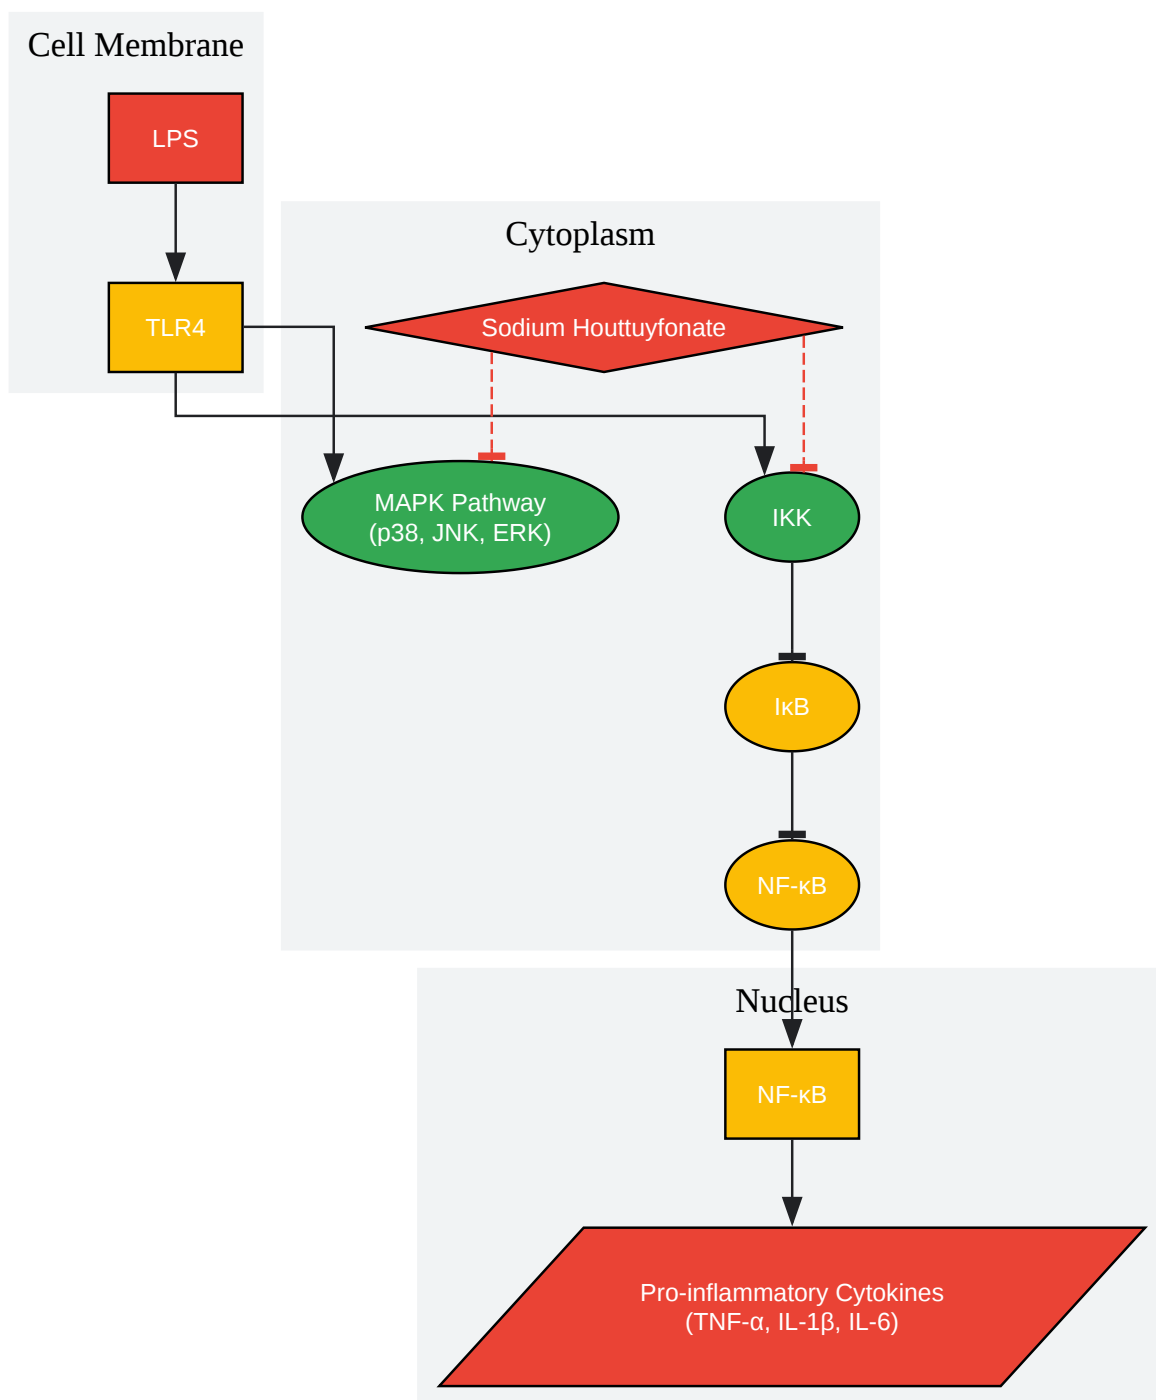 Cell Membrane
LPS
TLR4
Cytoplasm
Sodium Houttuyfonate
MAPK Pathway
(p38, JNK, ERK)
IKK
IκB
NF-κB
Nucleus
NF-κB
Pro-inflammatory Cytokines
(TNF-α, IL-1β, IL-6)